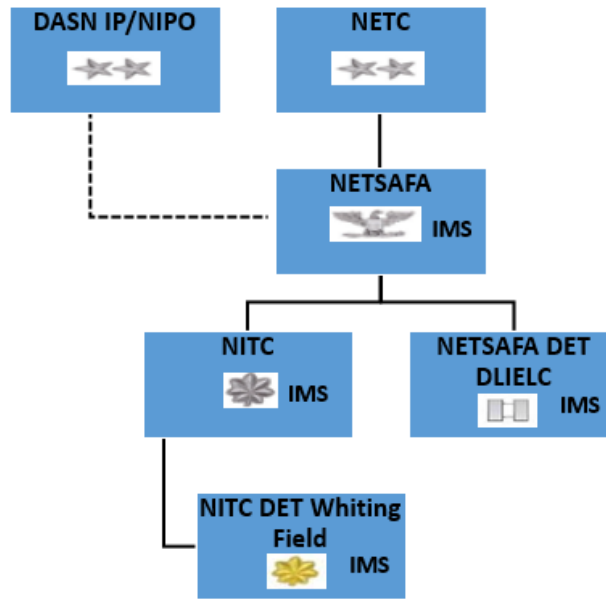 DASN IP/NIPO
NETC
NETSAFA
IMS
NITC
IMS
NETSAFA DET
DLIELC
IMS
NITC DET Whiting
Field
IMS